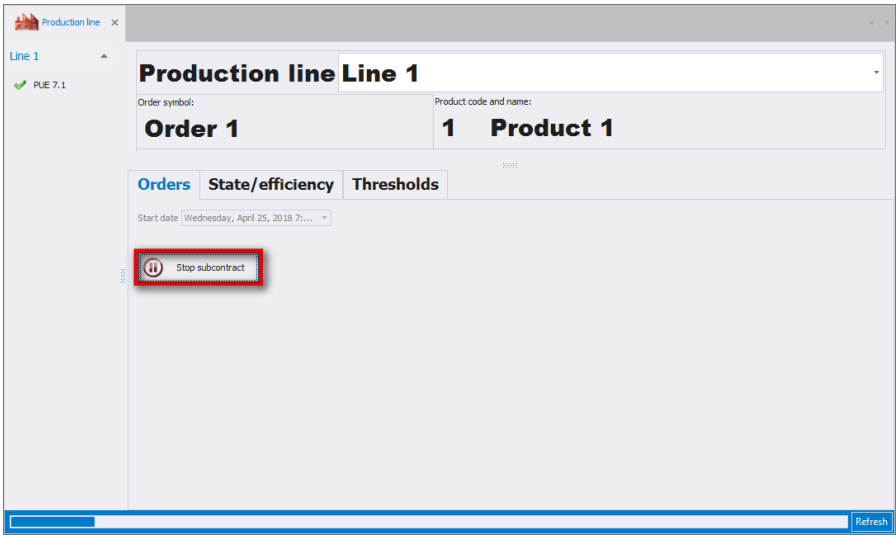 Production line
Line 1
PUE 7.1
Production line Line 1
Order symbol:
Product code and name:
Order 1
1 Product 1
Orders State/efficiency Thresholds
Start date Wednesday, April 25, 2018 7:...
Stop subcontract
Refresh